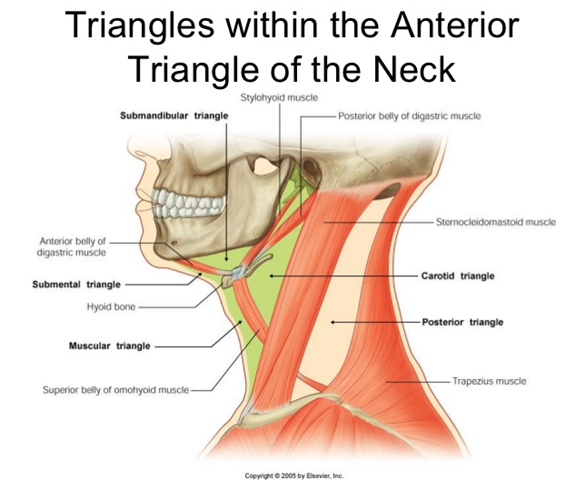 Triangles within the Anterior
Triangle of the Neck
Stylohyoid muscle
Submandibular triangle
Posterior belly of digastric muscle
Sternocleidomastoid muscle
Anterior belly of
digastric muscle
Carotid triangle
Submental triangle
Hyoid bone
Posterior triangle
Muscular triangle
Trapezius muscle
Superior belly of omohyoid muscle
Copyright © 2005 by Elsevier, Inc.